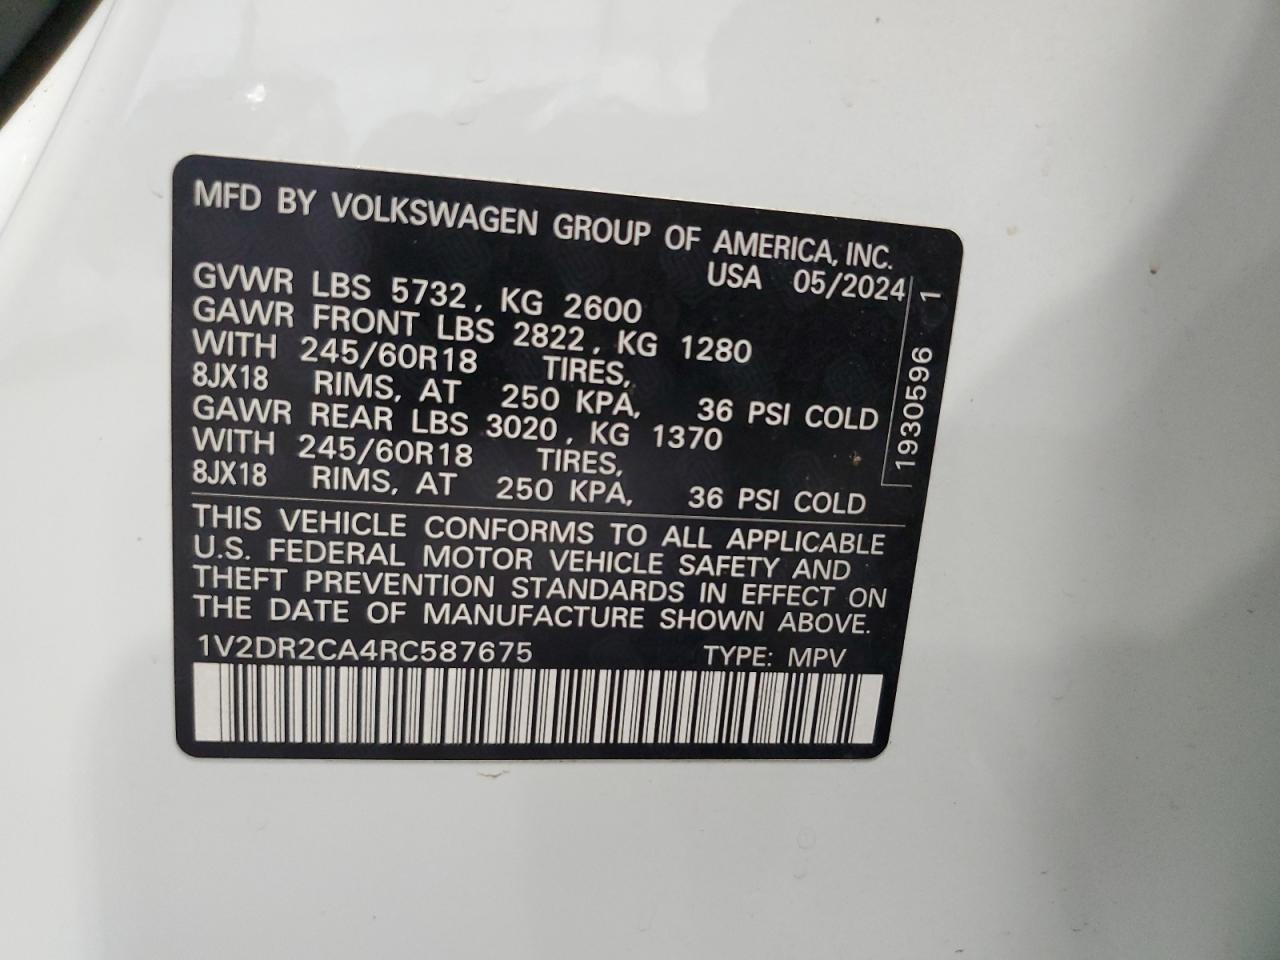 MFD BY VOLKSWAGEN GROUP OF AMERICA, INC.
USA 05/2024
GVWR LBS 5732, KG 2600
GAWR FRONT LBS 2822, KG 1280
WITH 245/60R18 TIRES,
8JX18 RIMS, AT 250 KPA, 36 PSI COLD
GAWR REAR LBS 3020, KG 1370
WITH 245/60R18 TIRES,
8JX18 RIMS, AT 250 KPA, 36 PSI COLD
1930596 1
THIS VEHICLE CONFORMS TO ALL APPLICABLE
U.S. FEDERAL MOTOR VEHICLE SAFETY AND
THEFT PREVENTION STANDARDS IN EFFECT ON
THE DATE OF MANUFACTURE SHOWN ABOVE.
1V2DR2CA4RC587675 TYPE: MPV